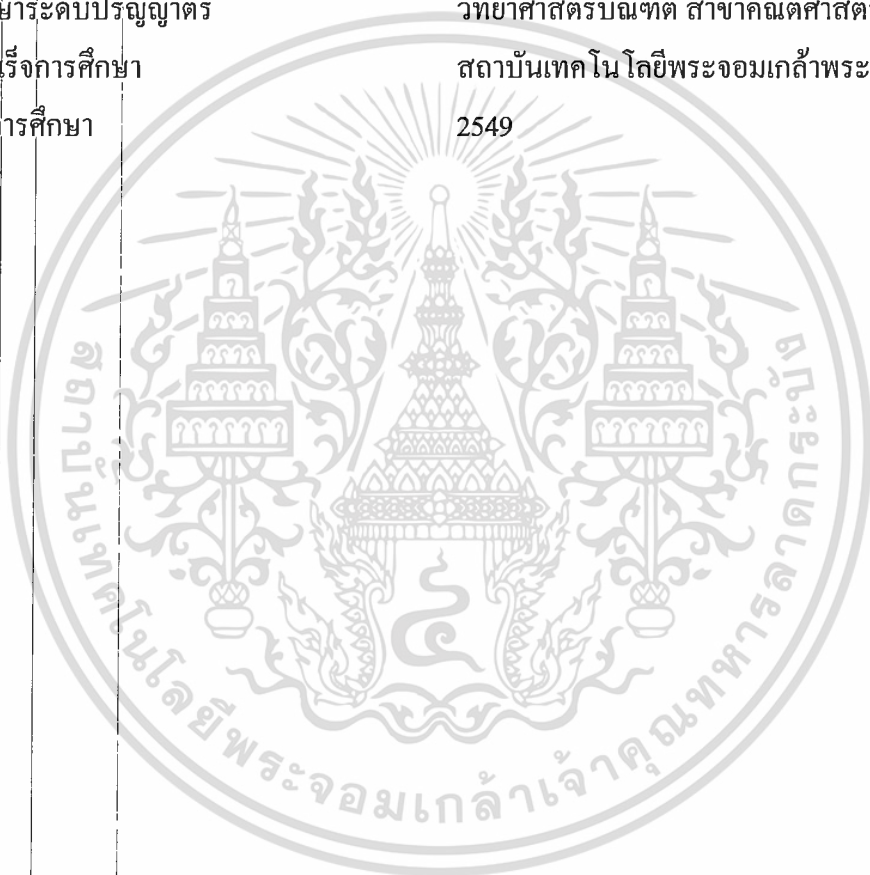 ษาระดับปริญญาตร วิทยาศาสตรบัณฑิต สาขาคณิตศาสตร
เร็จการศึกษา สถาบันเทคโนโลยีพระจอมเกล้าพระ
การศึกษา 2549
สถาบันเทคโนโลยีพระจอมเกล้าเจ้าคุณทหารลาดกระบัง
๔